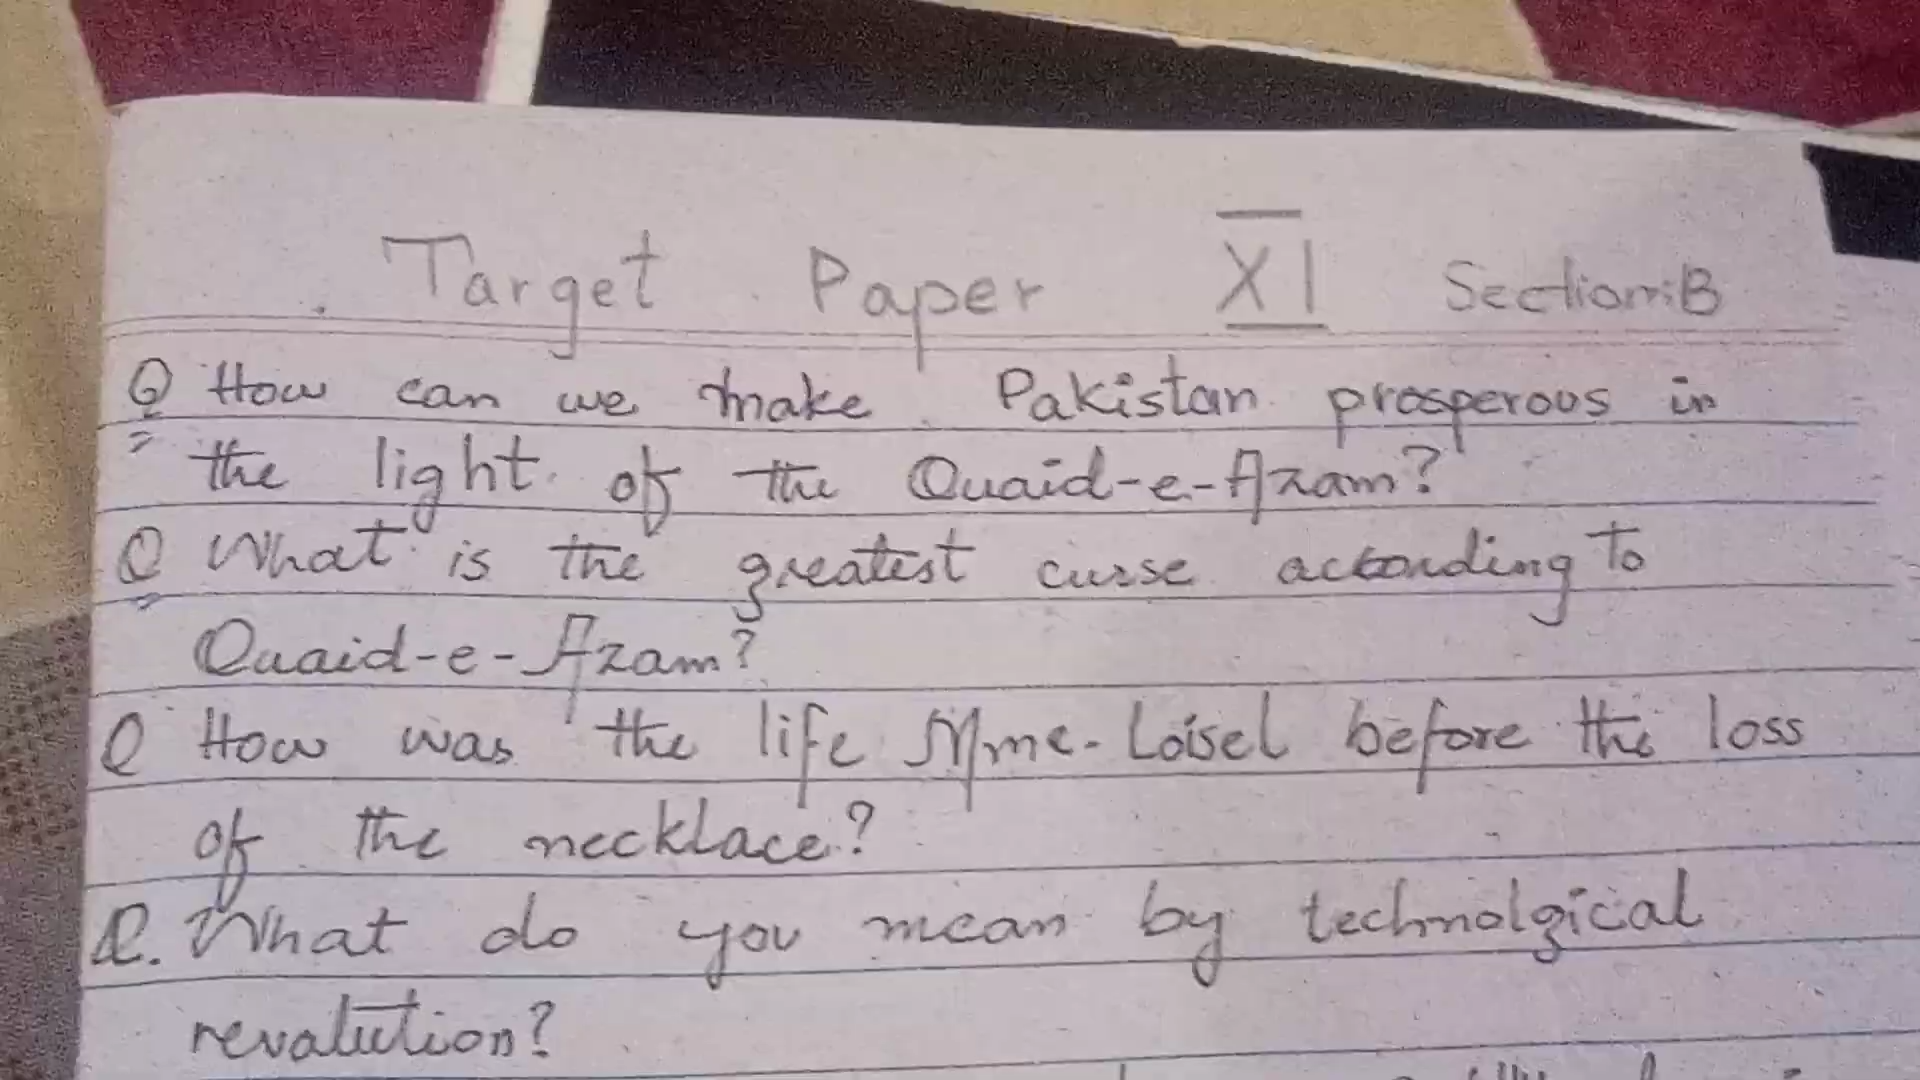 Target Paper XI Section:B
Q How can we make Pakistan prosperous in
the light of the Quaid-e-Azam?
Q What is the greatest curse according to
Quaid-e-Azam?
Q How was the life Mme. Loisel before the loss
of the necklace?
Q. What do you mean by technolgical
revalution?